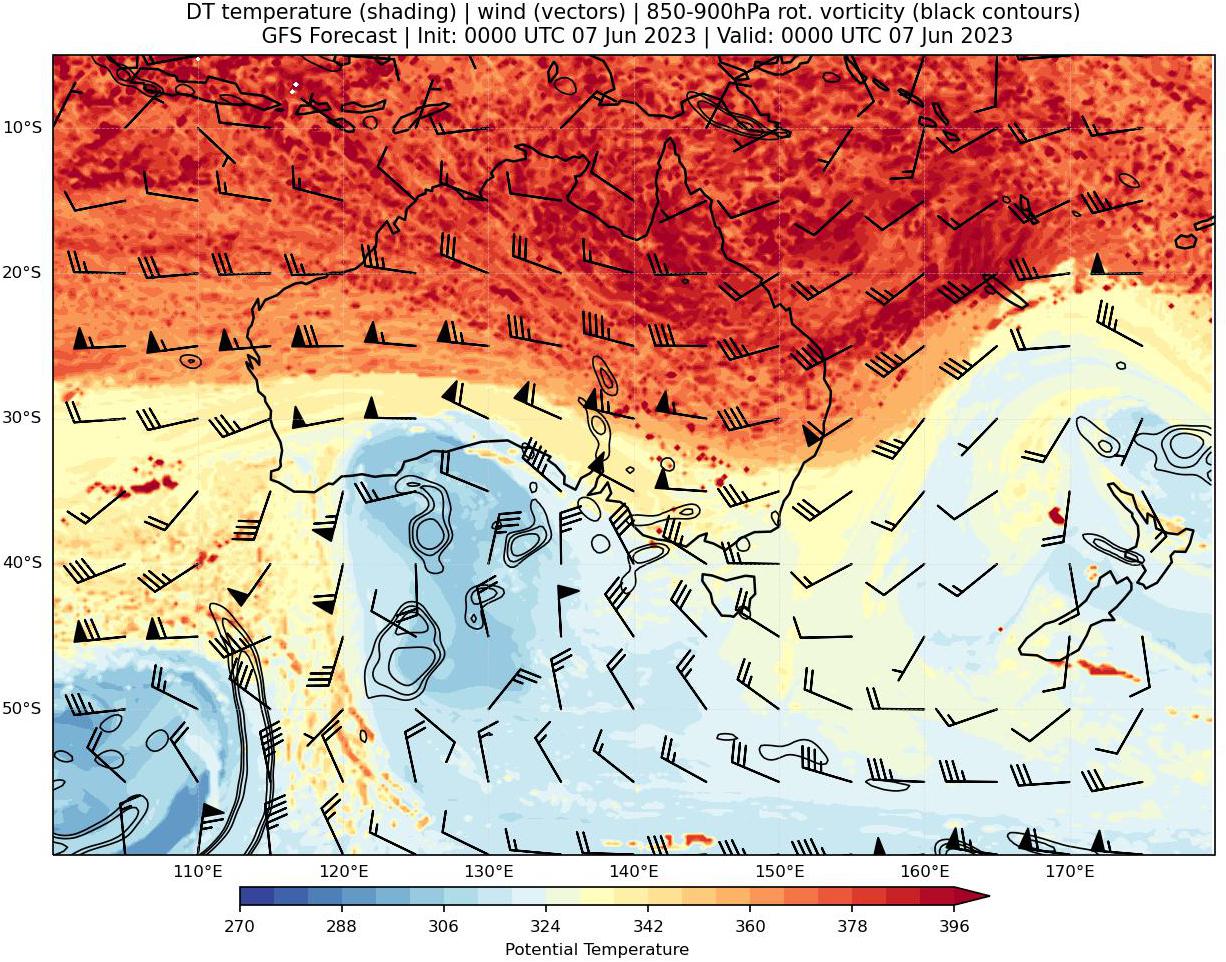 DT temperature (shading) | wind (vectors) | 850-900hPa rot. vorticity (black contours)
GFS Forecast | Init: 0000 UTC 07 Jun 2023 | Valid: 0000 UTC 07 Jun 2023
10°S
20°S
30°S
40°S
50°S
110°E 120°E 130°E 140°E 150°E 160°E 170°E
270 288 306 324 342 360 378 396
Potential Temperature